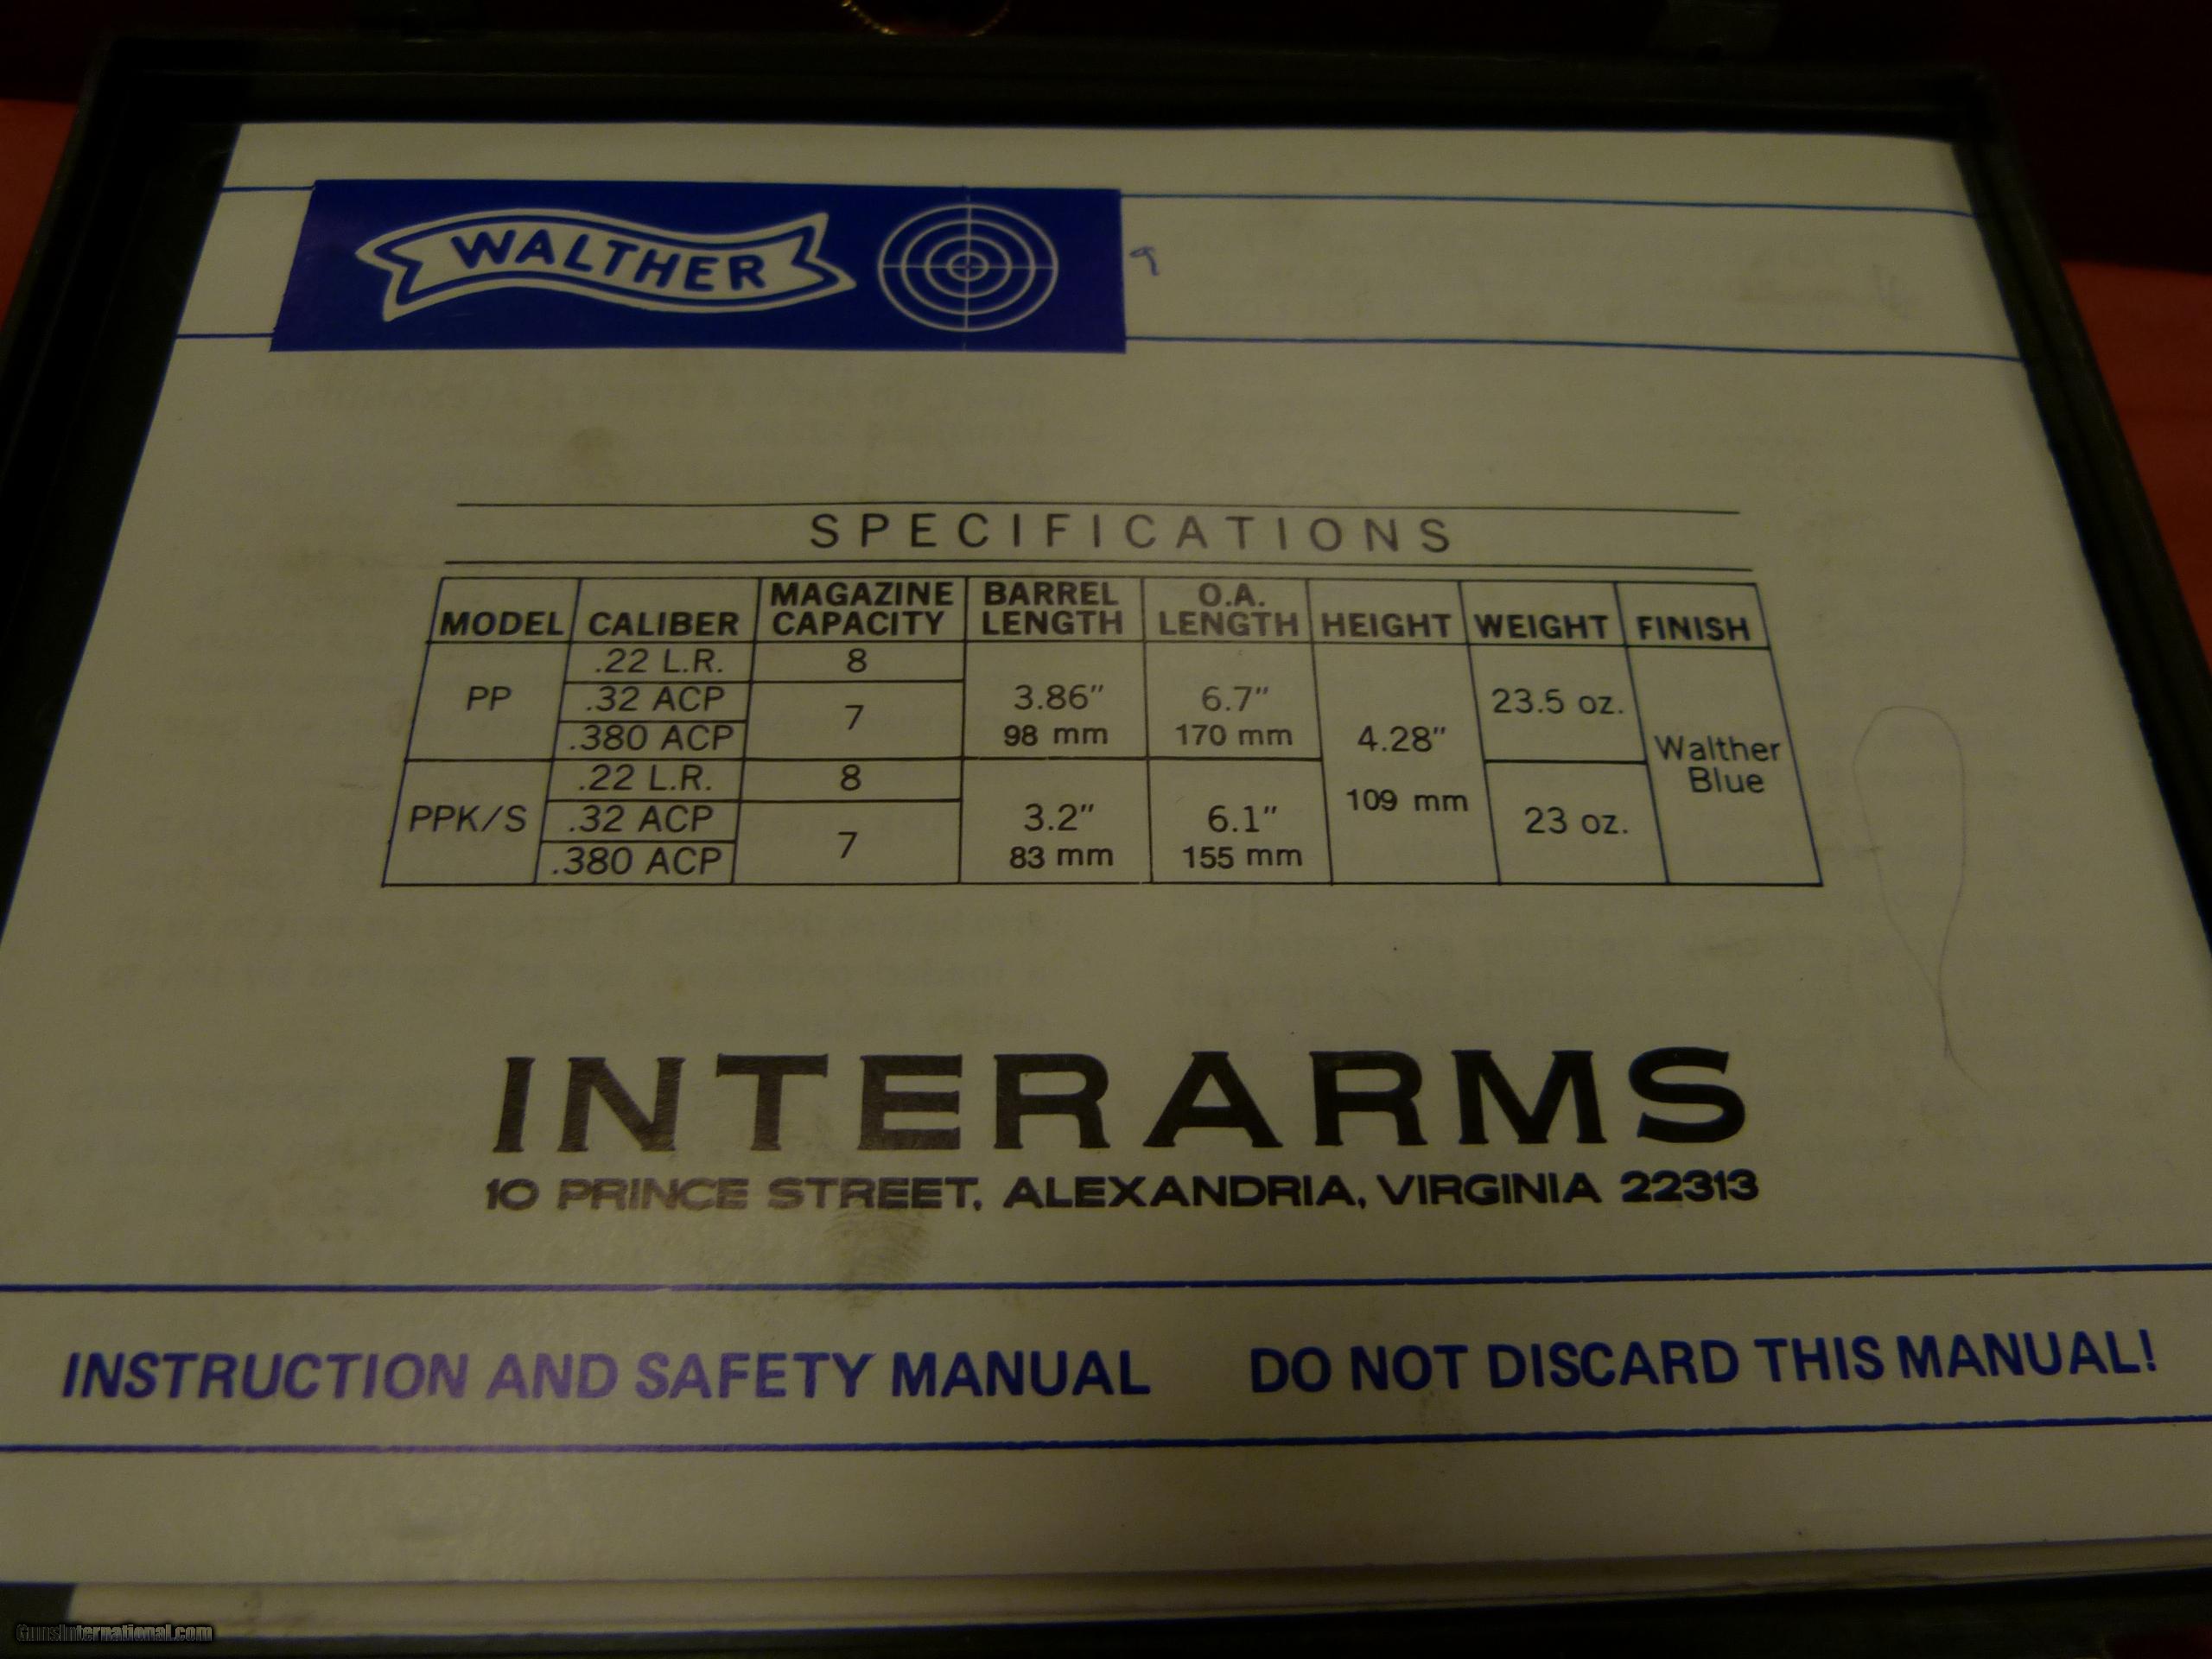 WALTHER
SPECIFICATIONS
MODEL CALIBER MAGAZINE CAPACITY BARREL LENGTH O.A. LENGTH HEIGHT WEIGHT FINISH
PP .22 L.R. 8 3.86" 98 mm 6.7" 170 mm 4.28" 109 mm 23.5 oz. Walther Blue
.32 ACP 7
.380 ACP
PPK/S .22 L.R. 8 3.2" 83 mm 6.1" 155 mm 23 oz.
.32 ACP 7
.380 ACP
INTERARMS
10 PRINCE STREET, ALEXANDRIA, VIRGINIA 22313
INSTRUCTION AND SAFETY MANUAL DO NOT DISCARD THIS MANUAL!
GunsInternational.com